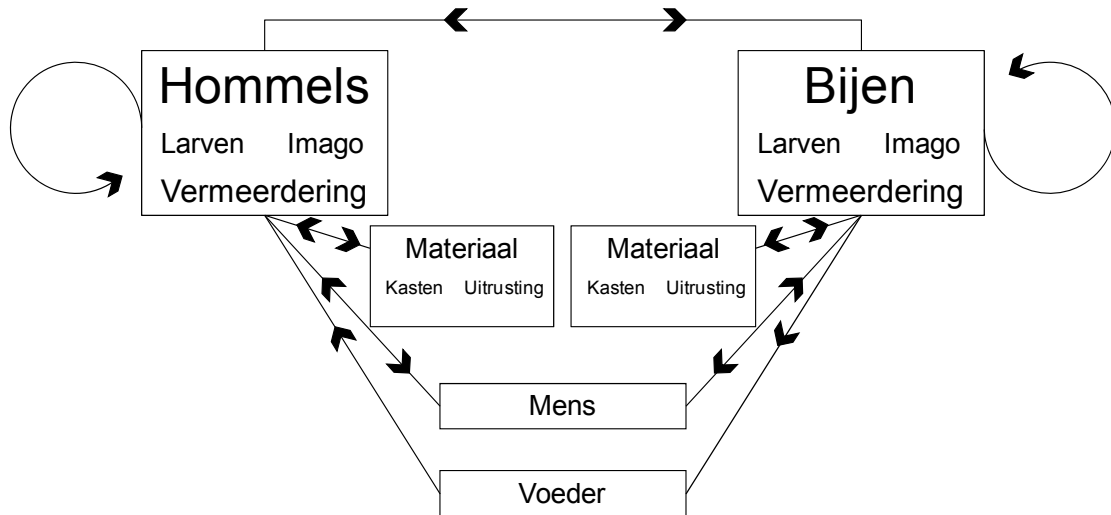 Hommels
Larven Imago
Vermeerdering
Bijen
Larven Imago
Vermeerdering
Materiaal
Kasten Uitrusting
Materiaal
Kasten Uitrusting
Mens
Voeder